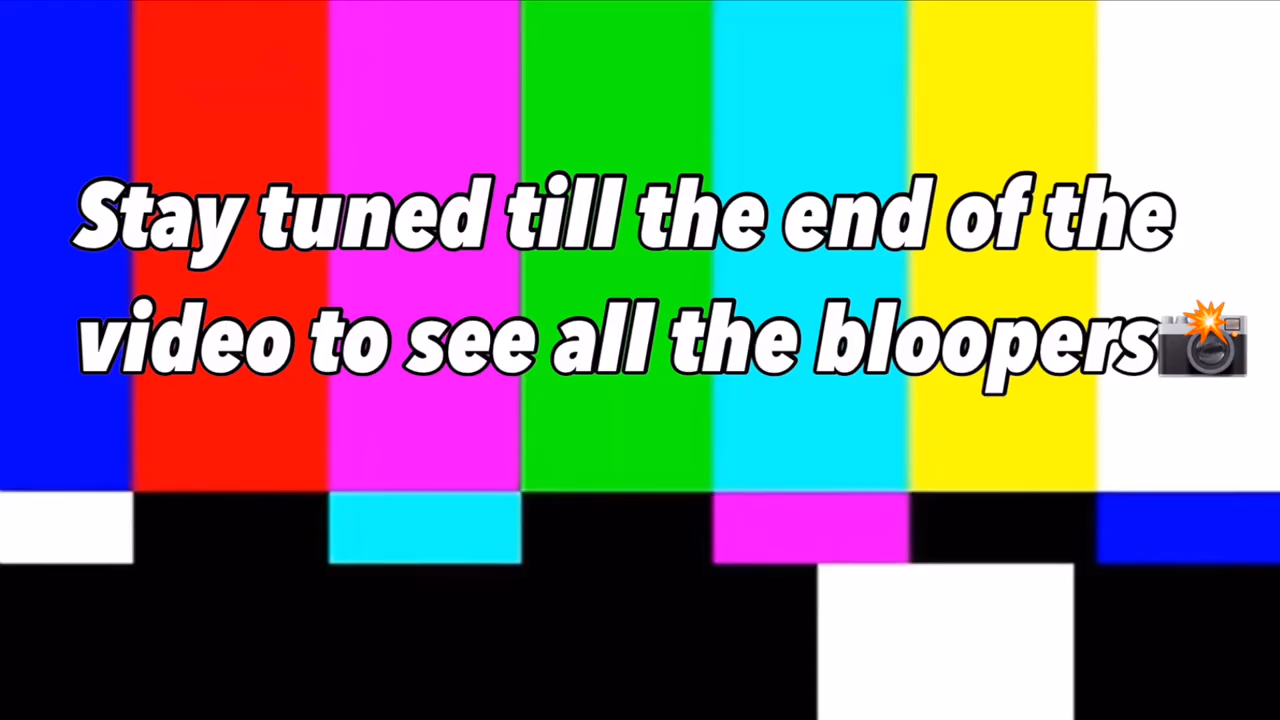 Stay tuned till the end of the
video to see all the bloopers📸